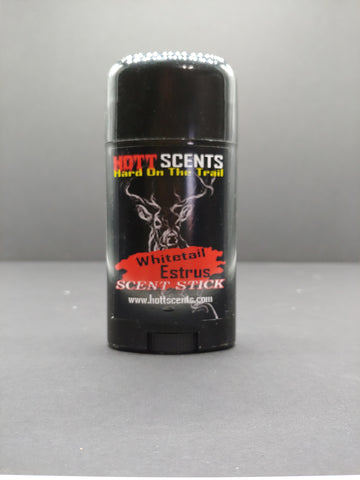 HOTT SCENTS
Hard On The Trail
Whitetail
Estrus
SCENT STICK
www.hottscents.com